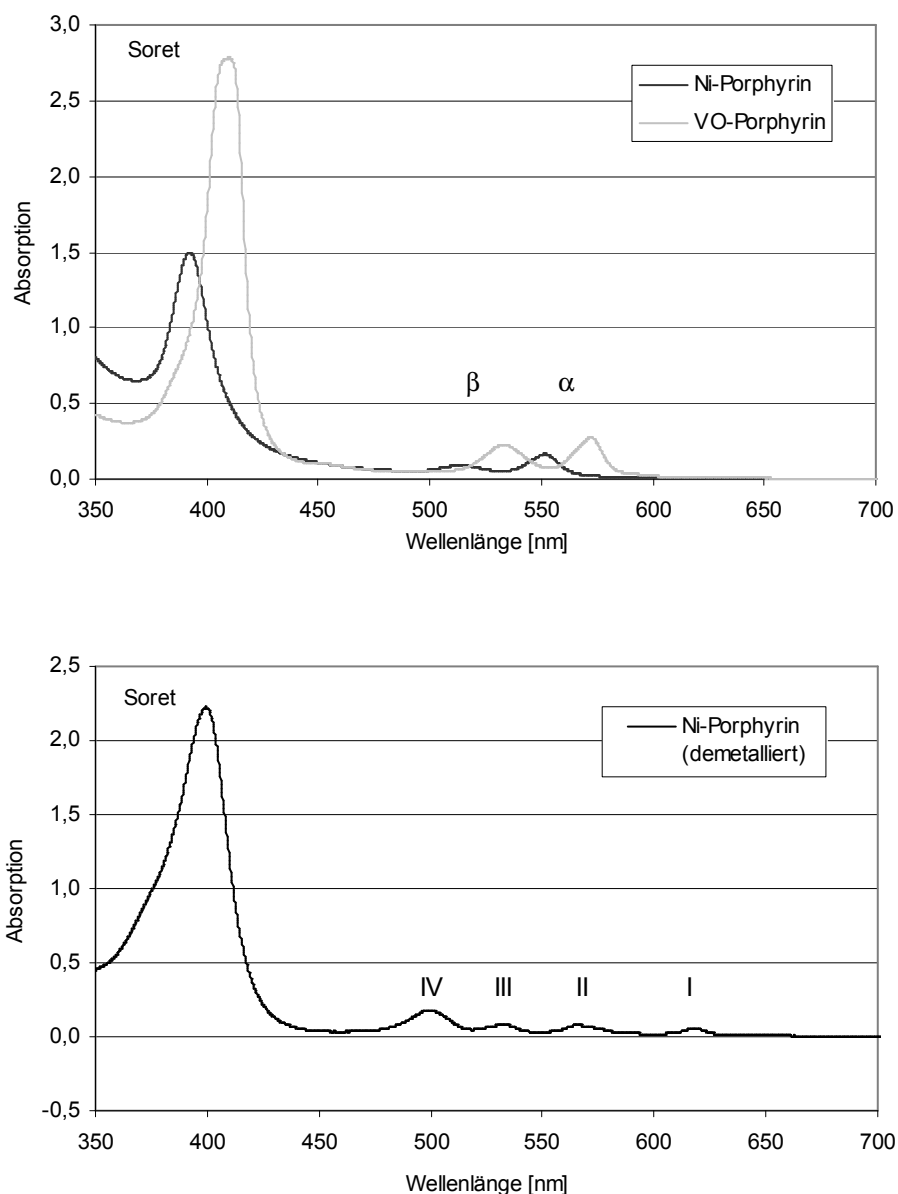 3,0
Soret
Ni-Porphyrin
VO-Porphyrin
2,5
2,0
Absorption
1,5
1,0
β
α
0,5
0,0
350 400 450 500 550 600 650 700
Wellenlänge [nm]
2,5
Soret
Ni-Porphyrin
(demetalliert)
2,0
1,5
Absorption
1,0
0,5
IV III II I
0,0
-0,5
350 400 450 500 550 600 650 700
Wellenlänge [nm]